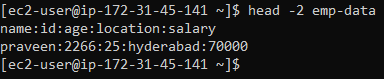 [ec2-user@ip-172-31-45-141 ~]$ head -2 emp-data
name:id:age:location:salary
praveen:2266:25:hyderabad:70000
[ec2-user@ip-172-31-45-141 ~]$